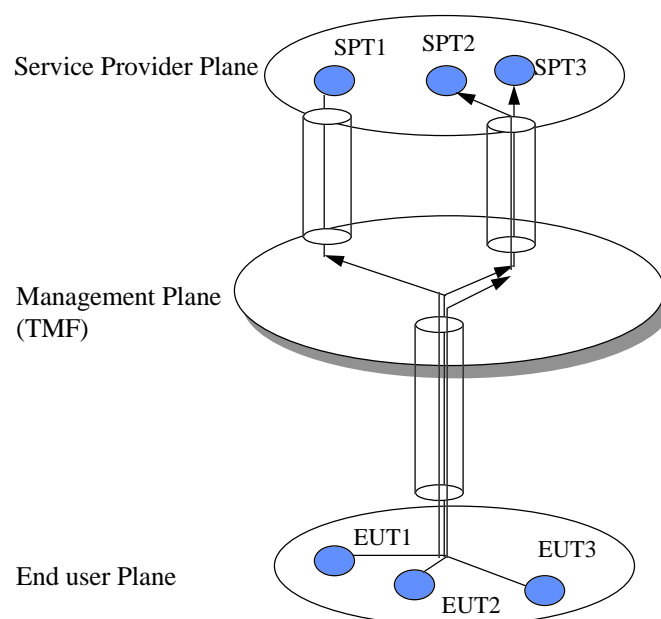 SPT1
SPT2
SPT3
Service Provider Plane
Management Plane
(TMF)
EUT1
EUT2
EUT3
End user Plane